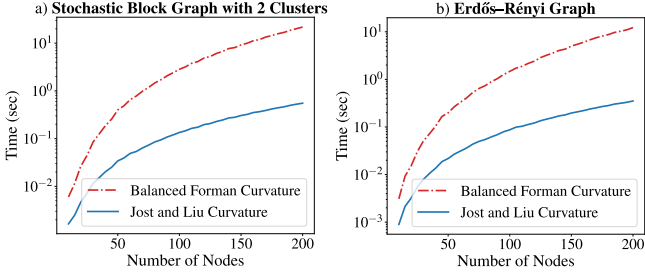 a) Stochastic Block Graph with 2 Clusters
Time (sec)
10^1
10^0
10^-1
10^-2
Balanced Forman Curvature
Jost and Liu Curvature
50 100 150 200
Number of Nodes
b) Erdős–Rényi Graph
Time (sec)
10^1
10^0
10^-1
10^-2
10^-3
Balanced Forman Curvature
Jost and Liu Curvature
50 100 150 200
Number of Nodes